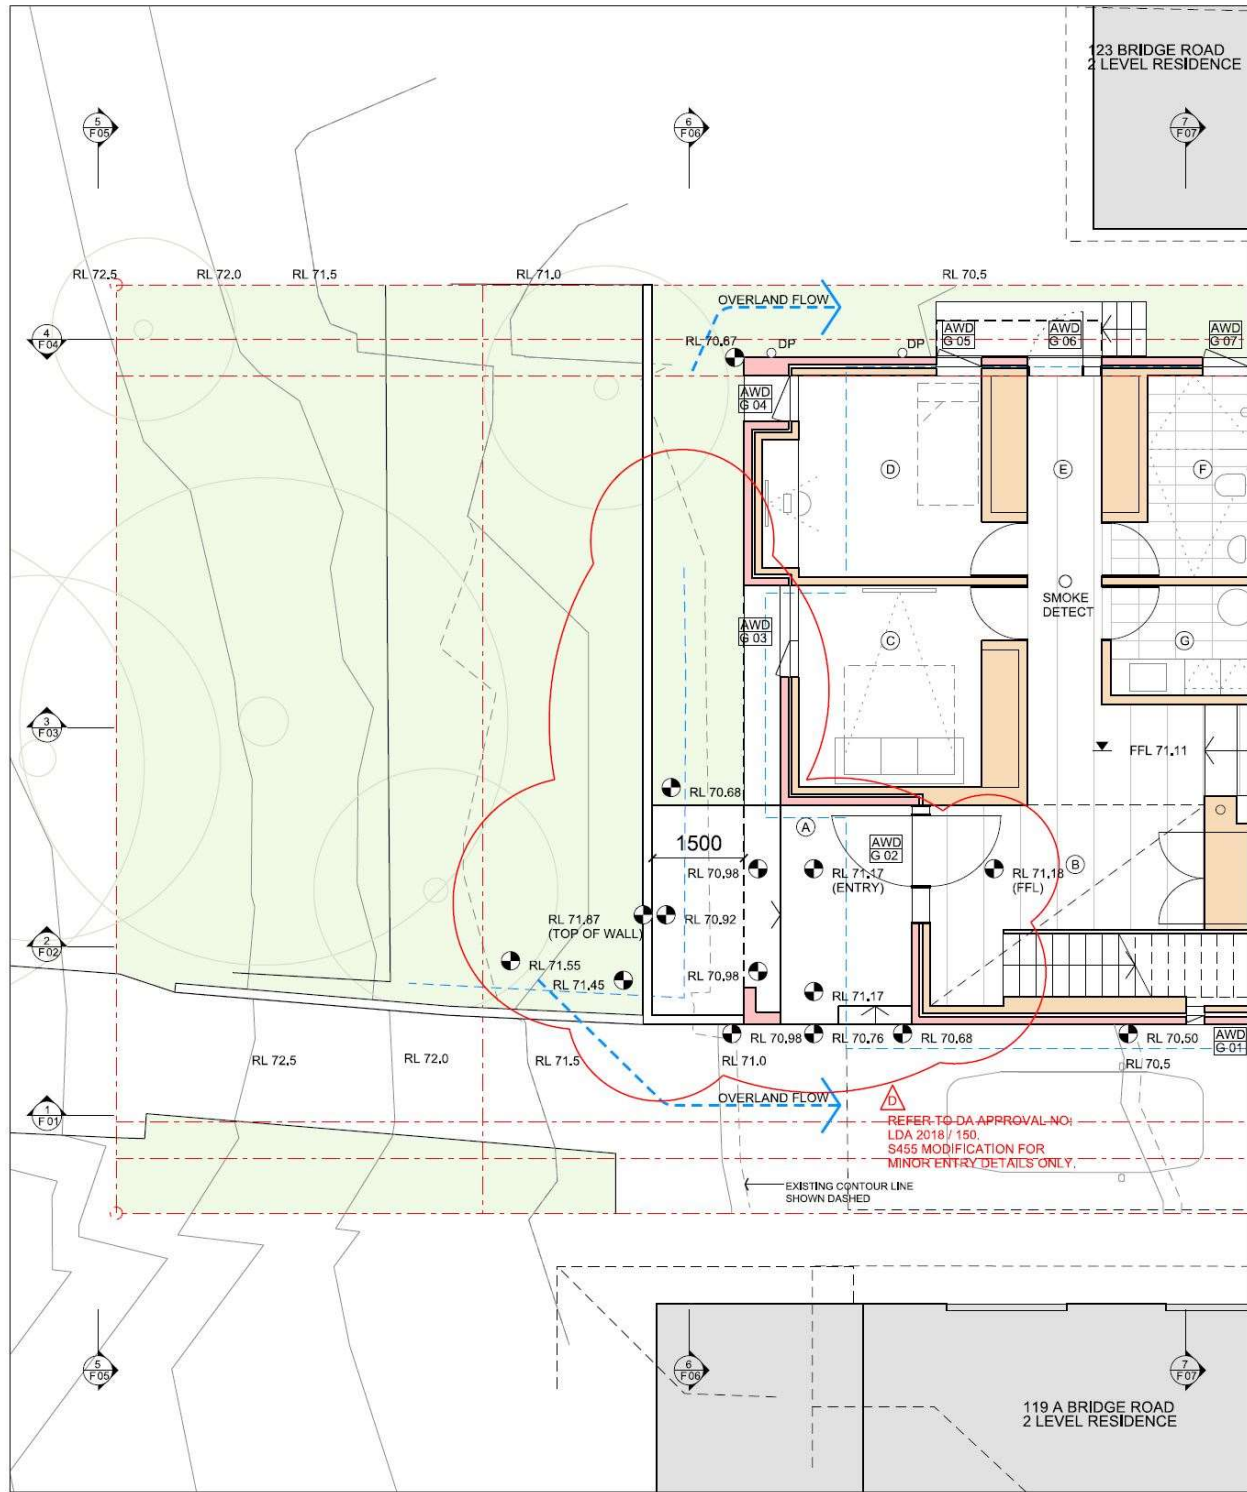 123 BRIDGE ROAD
2 LEVEL RESIDENCE
5
F05
6
F06
7
F07
RL 72.5
RL 72.0
RL 71.5
RL 71.0
RL 70.5
OVERLAND FLOW
4
F04
RL 70.87
DP
DP
AWD
G 05
AWD
G 06
AWD
G 07
AWD
G 04
D
E
F
SMOKE
DETECT
AWD
G 03
C
G
3
F03
FFL 71.11
RL 70.68
A
1500
AWD
G 02
B
RL 70.98
RL 71.17
(ENTRY)
RL 71.18
(FFL)
RL 71.87
(TOP OF WALL)
RL 70.92
2
F02
RL 71.55
RL 71.45
RL 70.98
RL 71.17
RL 70.98
RL 70.76
RL 70.68
RL 70.50
AWD
G 01
RL 72.5
RL 72.0
RL 71.5
RL 71.0
RL 70.5
1
F01
OVERLAND FLOW
D
REFER TO DA APPROVAL NO:
LDA 2018 / 150.
S455 MODIFICATION FOR
MINOR ENTRY DETAILS ONLY.
EXISTING CONTOUR LINE
SHOWN DASHED
5
F05
6
F06
7
F07
119 A BRIDGE ROAD
2 LEVEL RESIDENCE